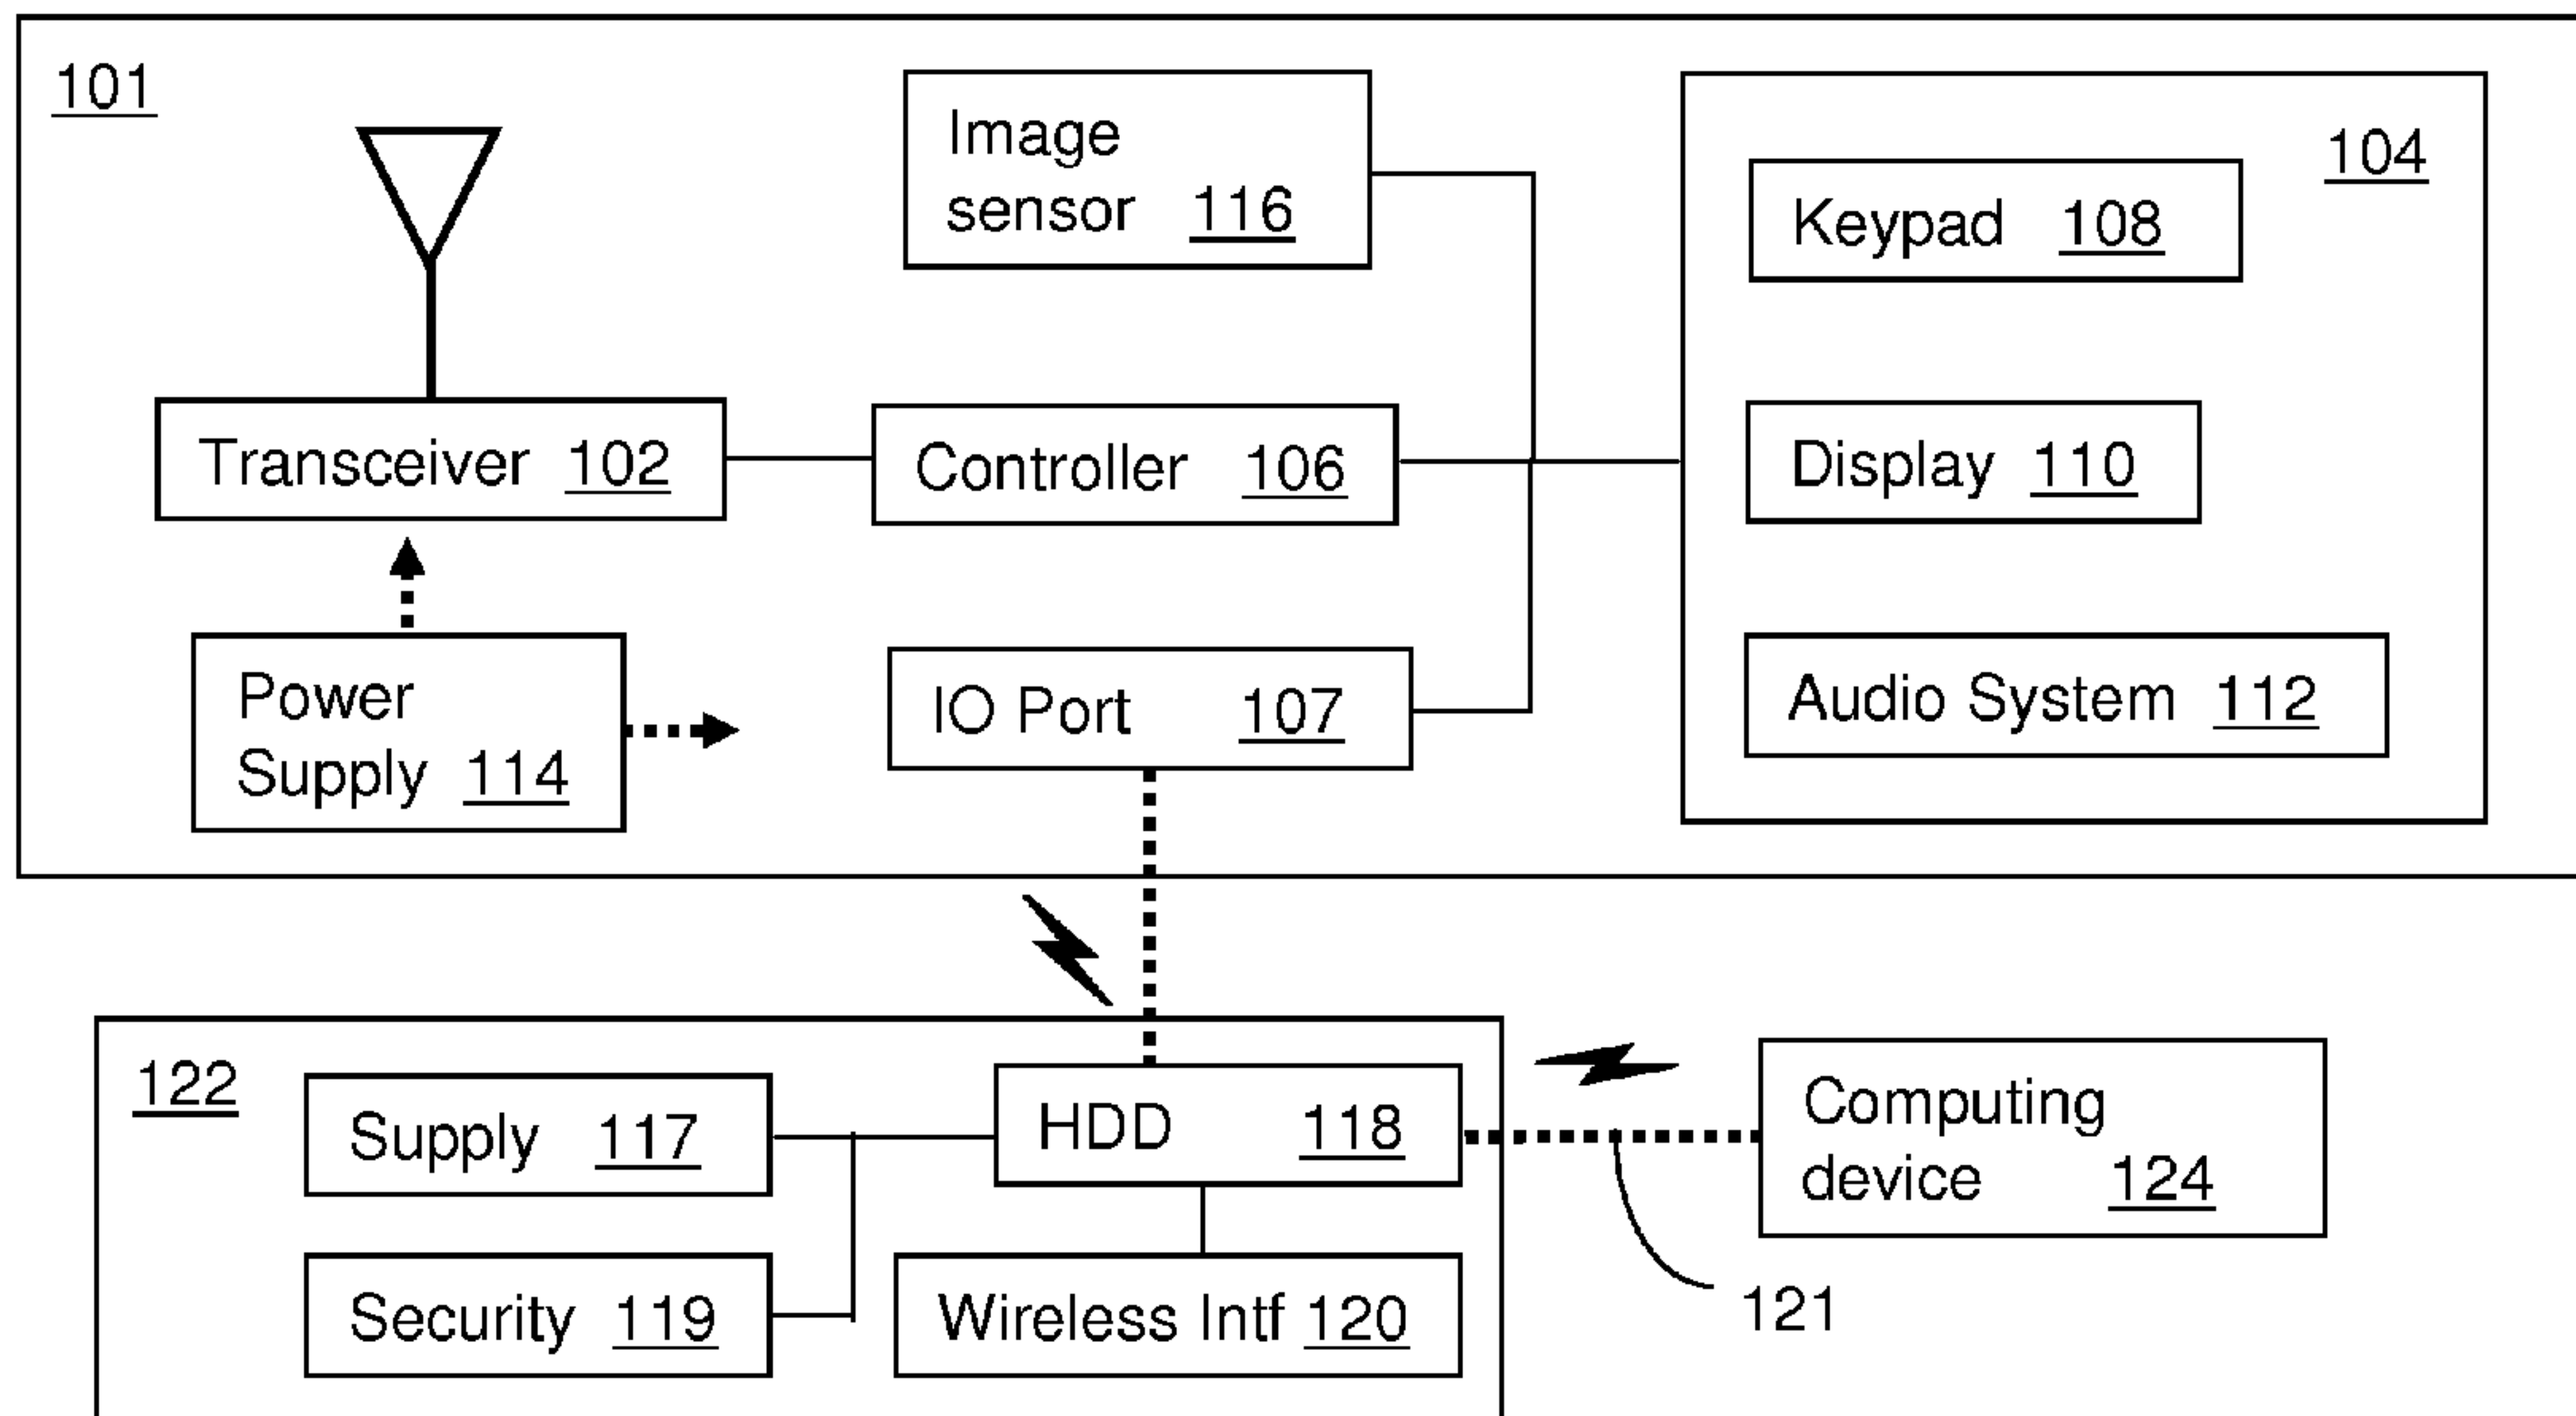 101
Image
sensor 116
104
Keypad 108
Transceiver 102
Controller 106
Display 110
Power
Supply 114
IO Port 107
Audio System 112
122
Supply 117
HDD 118
Computing
device 124
Security 119
Wireless Intf 120
121